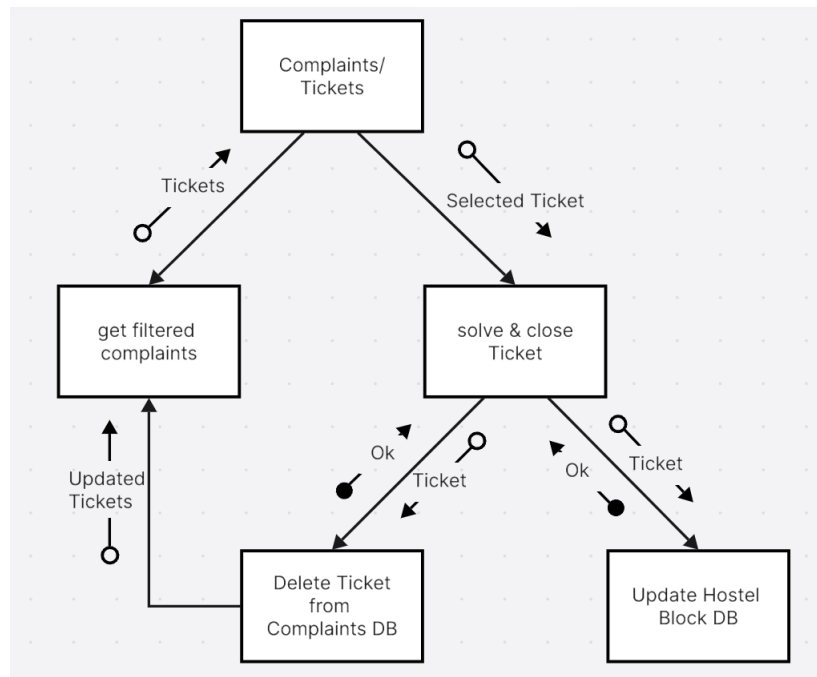 Complaints/
Tickets
Tickets
Selected Ticket
get filtered
complaints
solve & close
Ticket
Ok
Ticket
Ok
Ticket
Updated
Tickets
Delete Ticket
from
Complaints DB
Update Hostel
Block DB